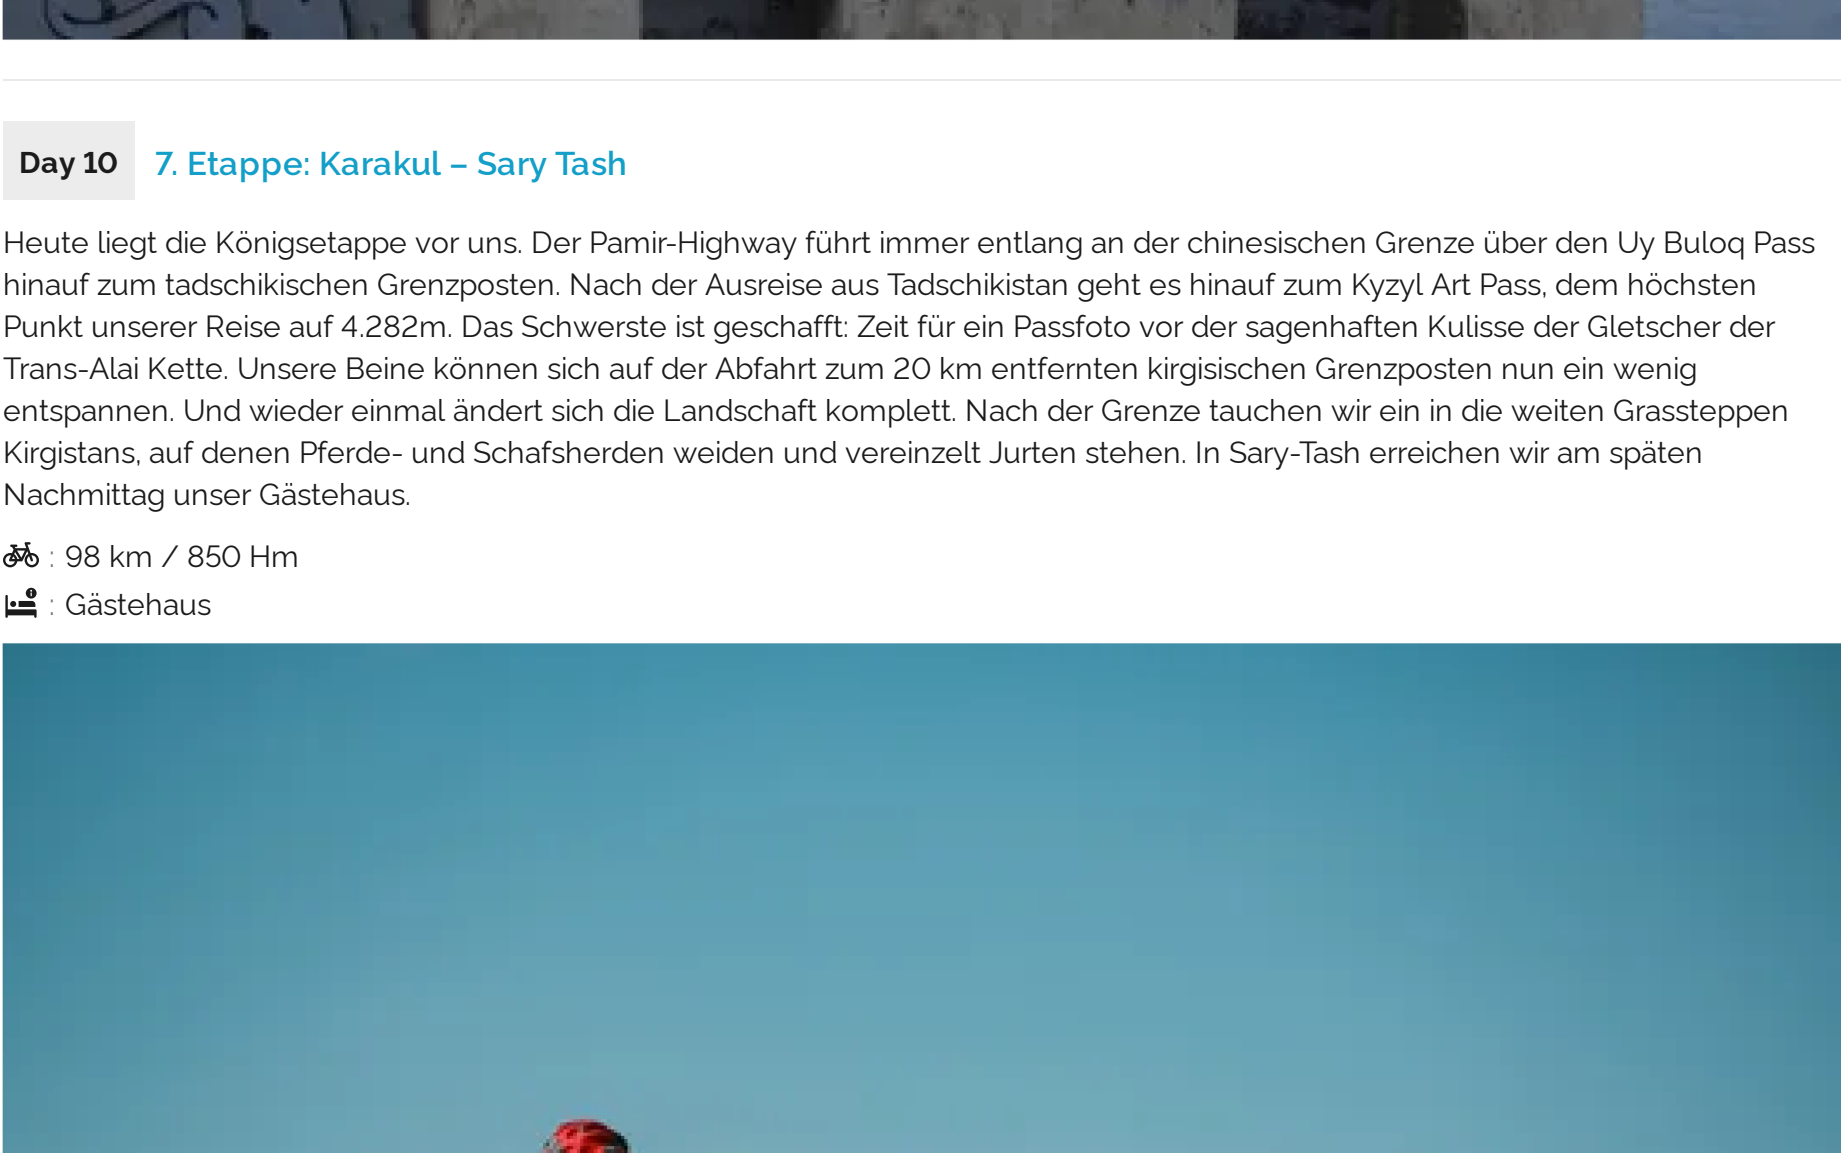 Day 10
7. Etappe: Karakul – Sary Tash
Heute liegt die Königsetappe vor uns. Der Pamir-Highway führt immer entlang an der chinesischen Grenze über den Uy Buloq Pass
hinauf zum tadschikischen Grenzposten. Nach der Ausreise aus Tadschikistan geht es hinauf zum Kyzyl Art Pass, dem höchsten
Punkt unserer Reise auf 4.282m. Das Schwerste ist geschafft: Zeit für ein Passfoto vor der sagenhaften Kulisse der Gletscher der
Trans-Alai Kette. Unsere Beine können sich auf der Abfahrt zum 20 km entfernten kirgisischen Grenzposten nun ein wenig
entspannen. Und wieder einmal ändert sich die Landschaft komplett. Nach der Grenze tauchen wir ein in die weiten Grassteppen
Kirgistans, auf denen Pferde- und Schafsherden weiden und vereinzelt Jurten stehen. In Sary-Tash erreichen wir am späten
Nachmittag unser Gästehaus.
: 98 km / 850 Hm
: Gästehaus